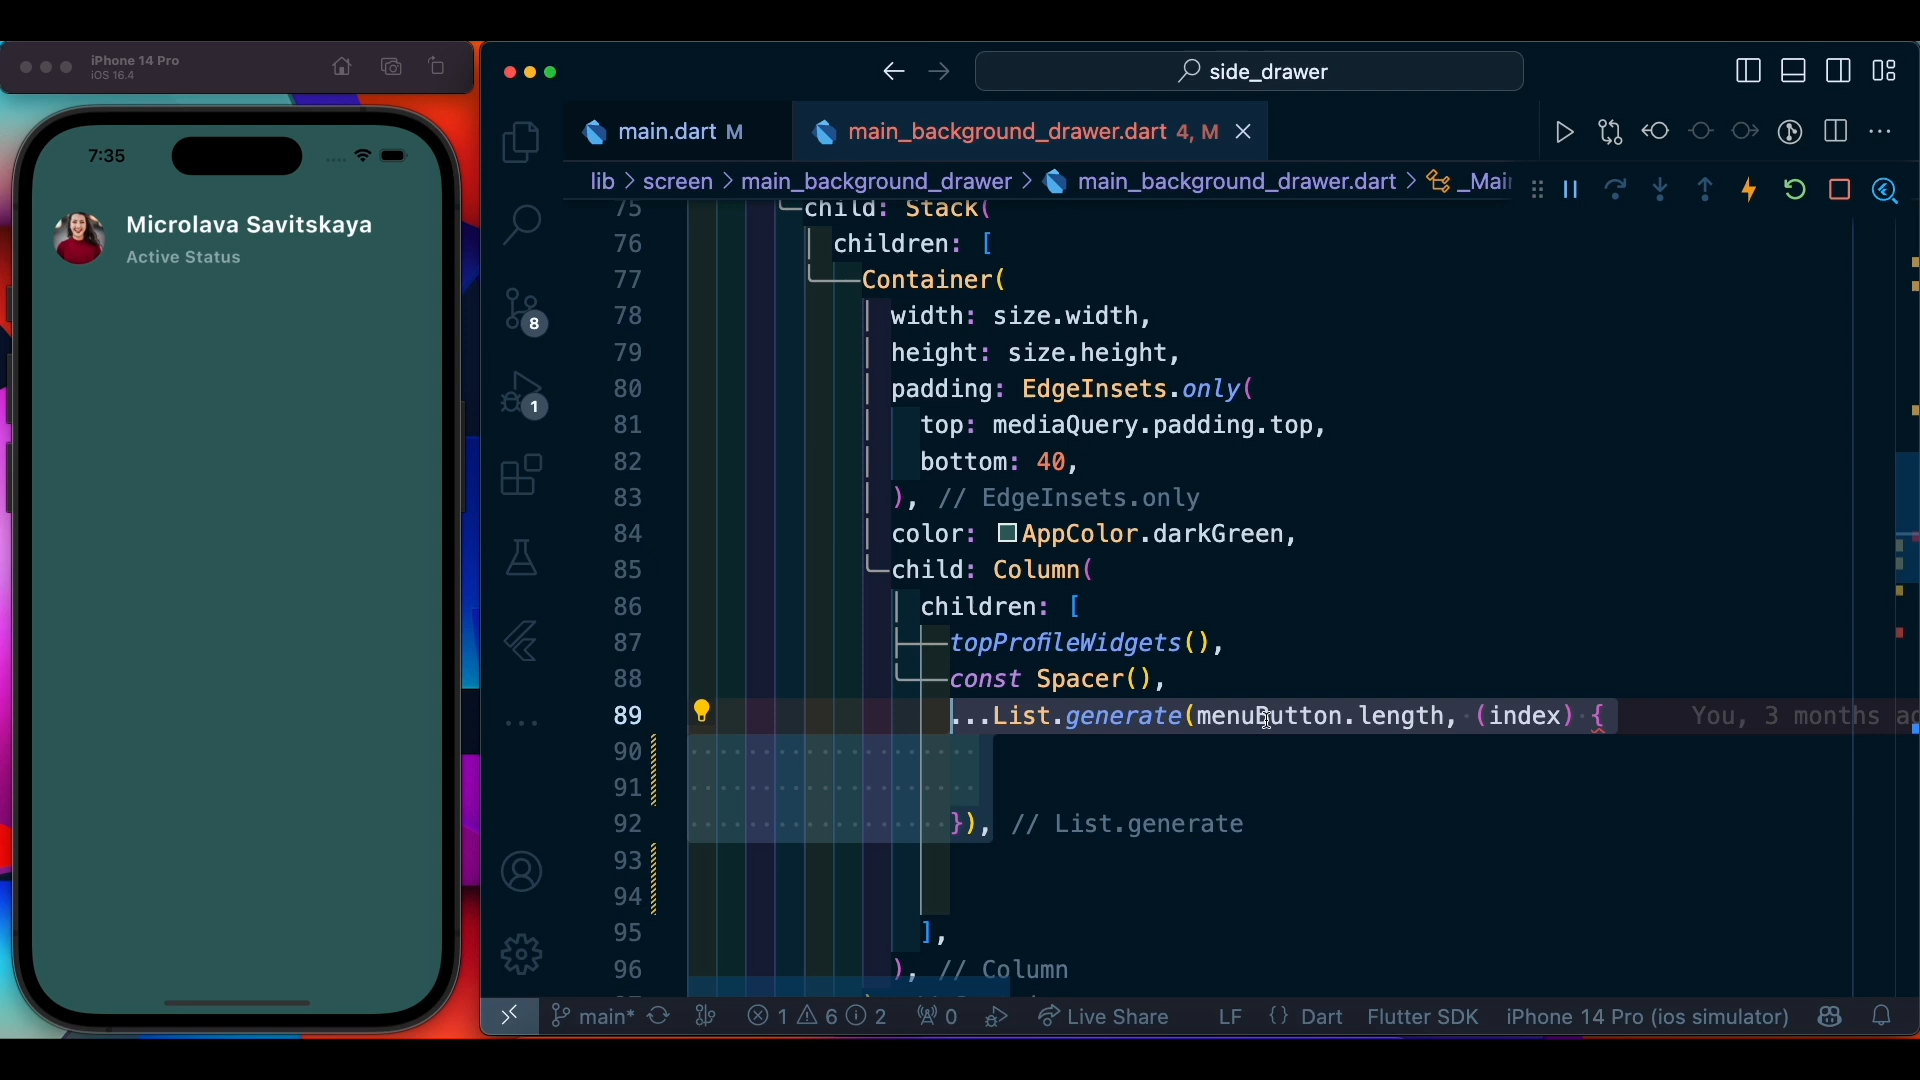 iPhone 14 Pro
iOS 16.4
7:35
Microlava Savitskaya
Active Status
side_drawer
main.dart M
main_background_drawer.dart 4, M
lib > screen > main_background_drawer > main_background_drawer.dart >
8
1
75 child: Stack(
76 children: [
77 Container(
78 width: size.width,
79 height: size.height,
80 padding: EdgeInsets.only(
81 top: mediaQuery.padding.top,
82 bottom: 40,
83 ), // EdgeInsets.only
84 color: AppColor.darkGreen,
85 child: Column(
86 children: [
87 topProfileWidgets(),
88 const Spacer(),
89 ...List.generate(menuButton.length, (index) { You, 3 months
90
91
92 }), // List.generate
93
94
95 ],
96 ), // Column
main* 1 6 2 0 Live Share LF {} Dart Flutter SDK iPhone 14 Pro (ios simulator)